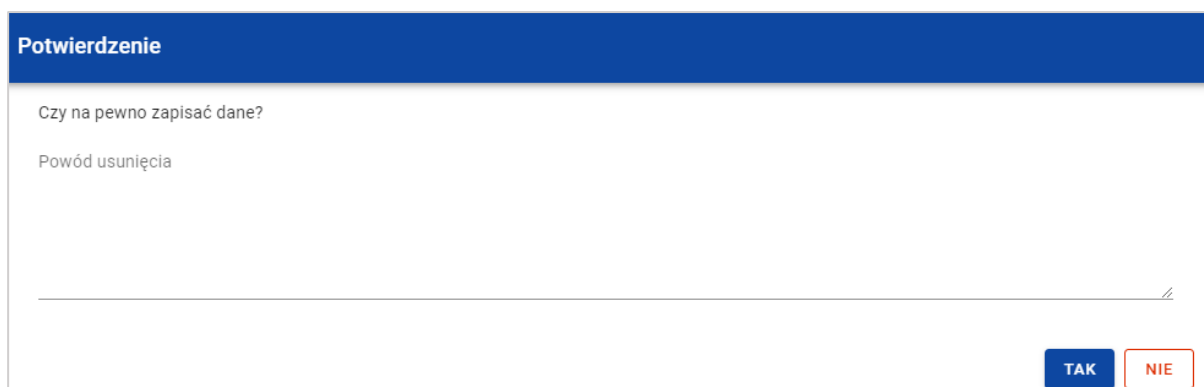 Potwierdzenie
Czy na pewno zapisać dane?
Powód usunięcia
TAK NIE